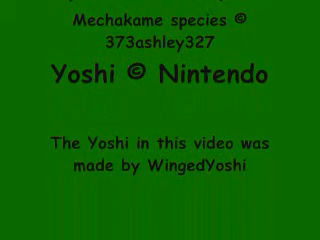 Mechakame species ©
373ashley327
Yoshi © Nintendo
The Yoshi in this video was
made by WingedYoshi